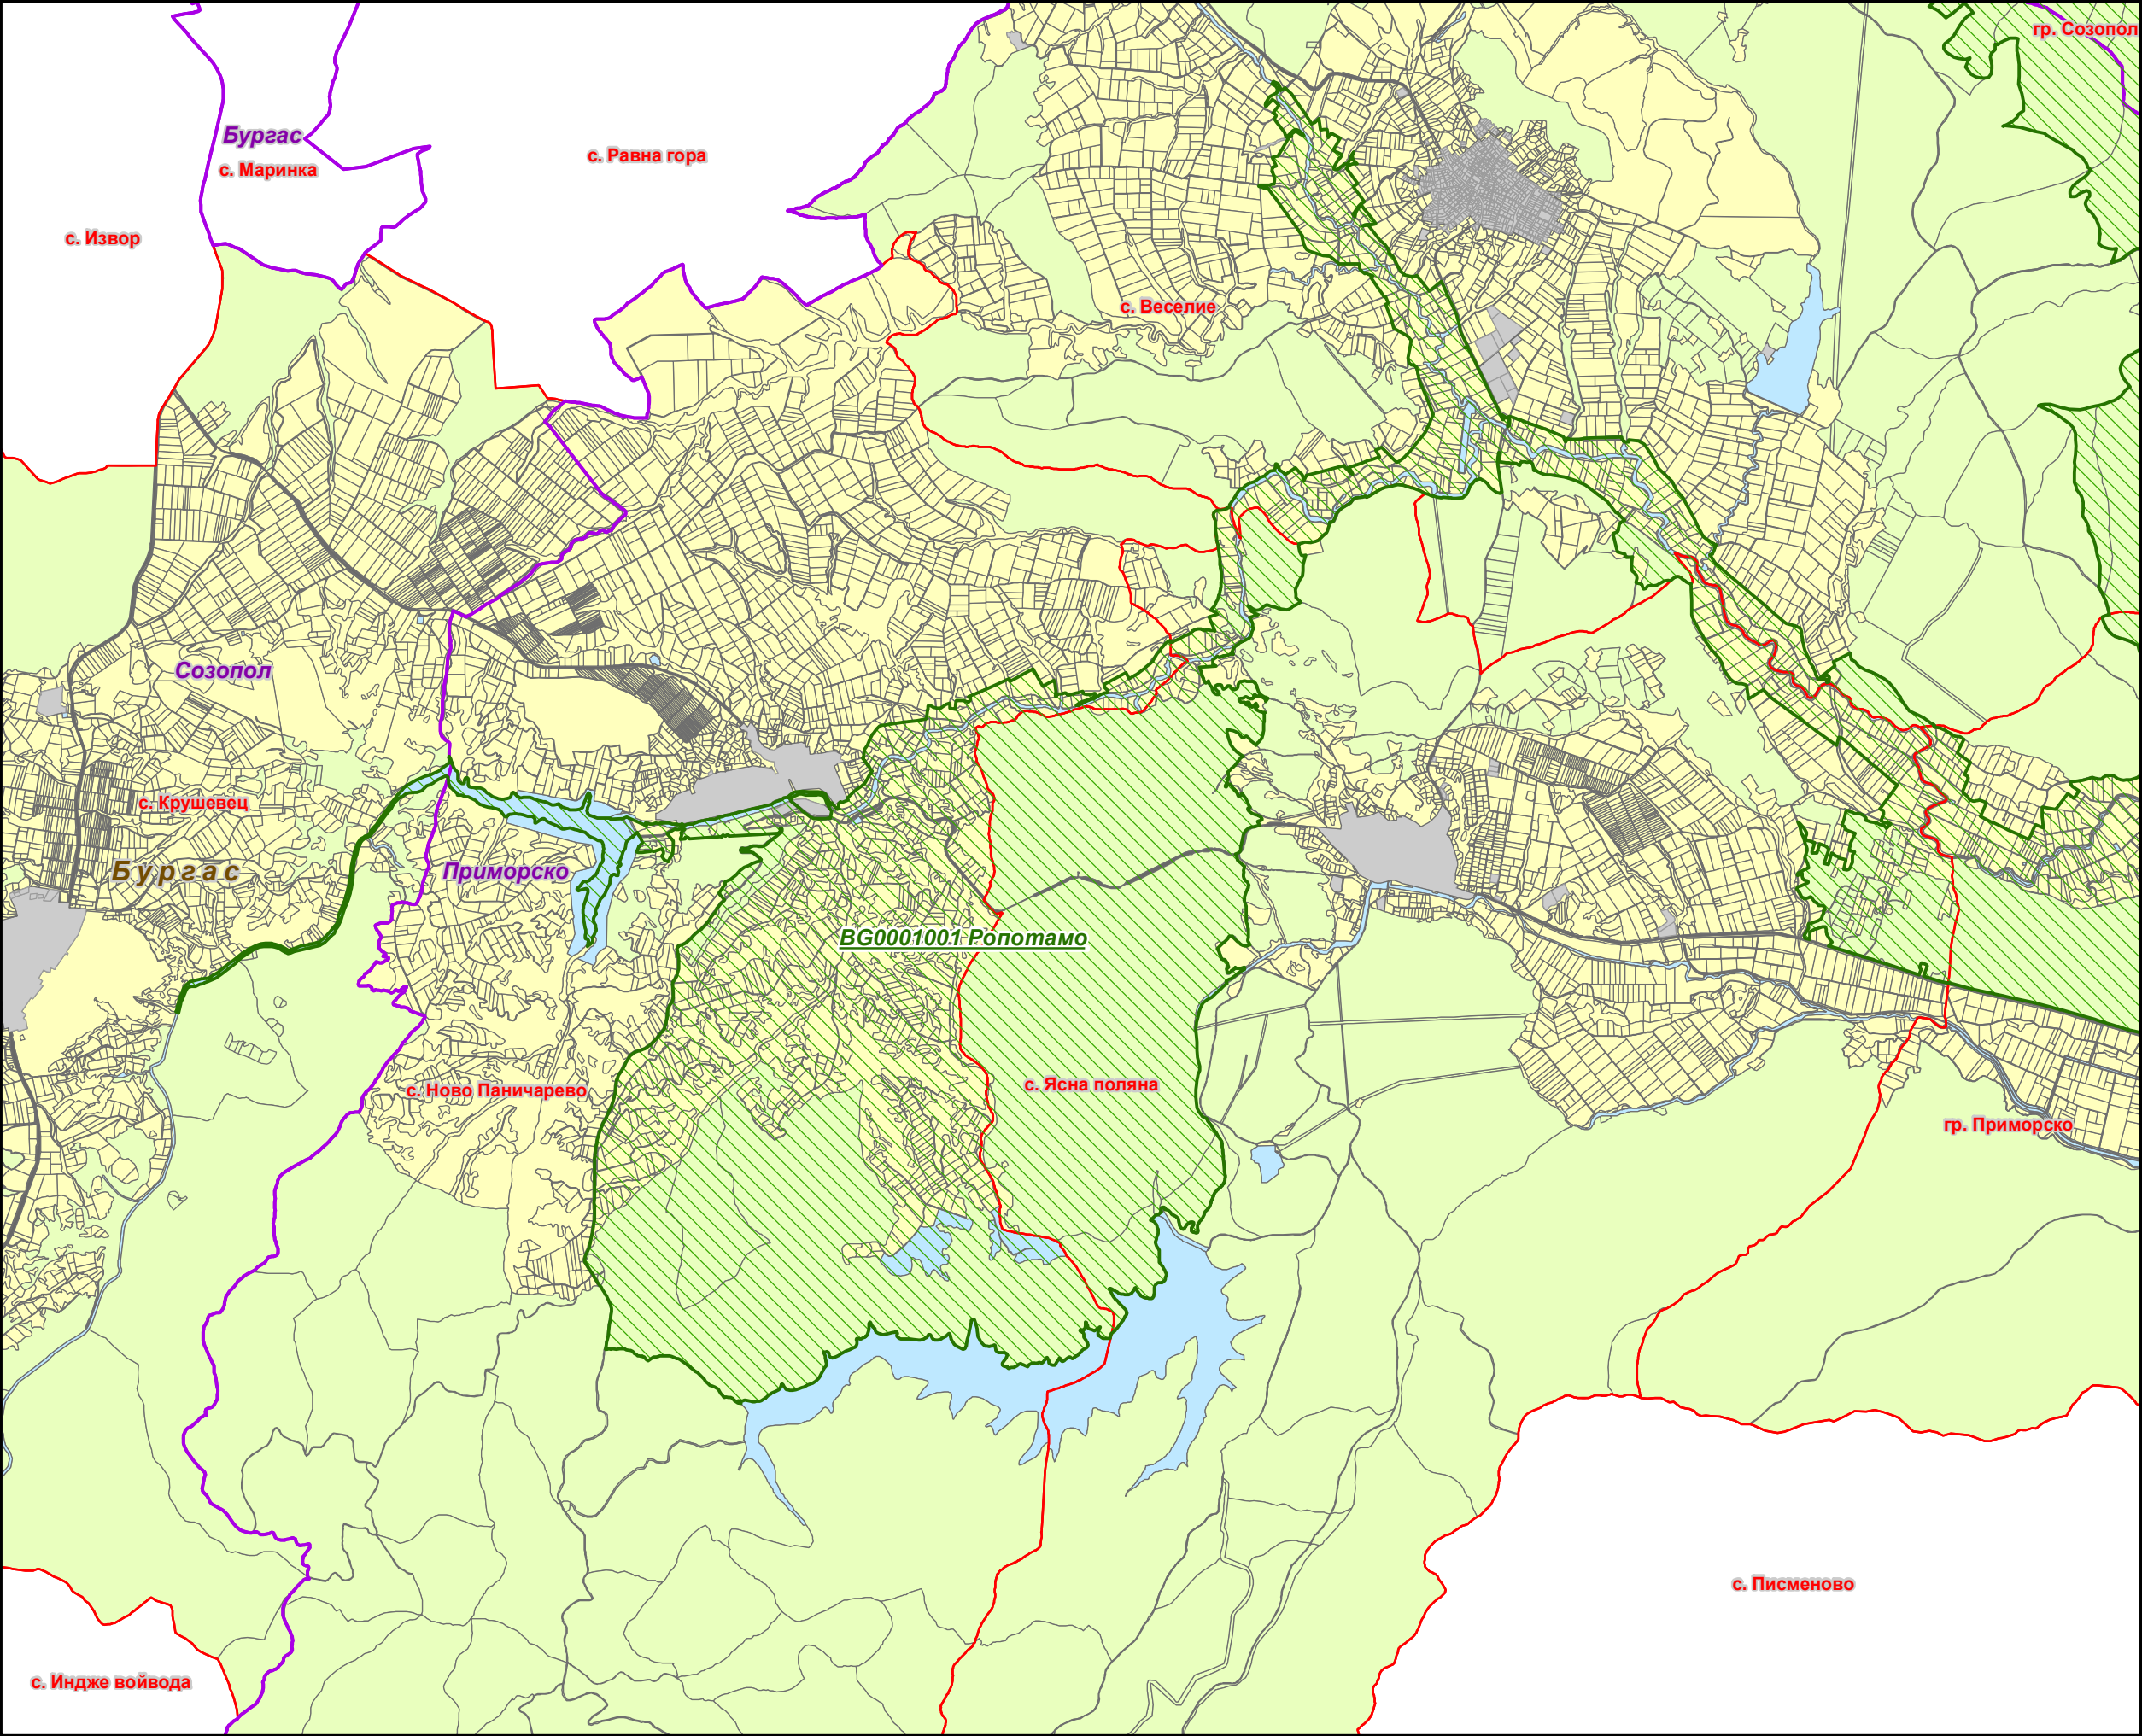 гр. Созопол
Бургас
с. Маринка
с. Равна гора
с. Извор
с. Веселие
Созопол
с. Крушевец
Бургас
Приморско
BG0001001 Ропотамо
с. Ново Паничарево
с. Ясна поляна
гр. Приморско
с. Писменово
с. Индже войвода